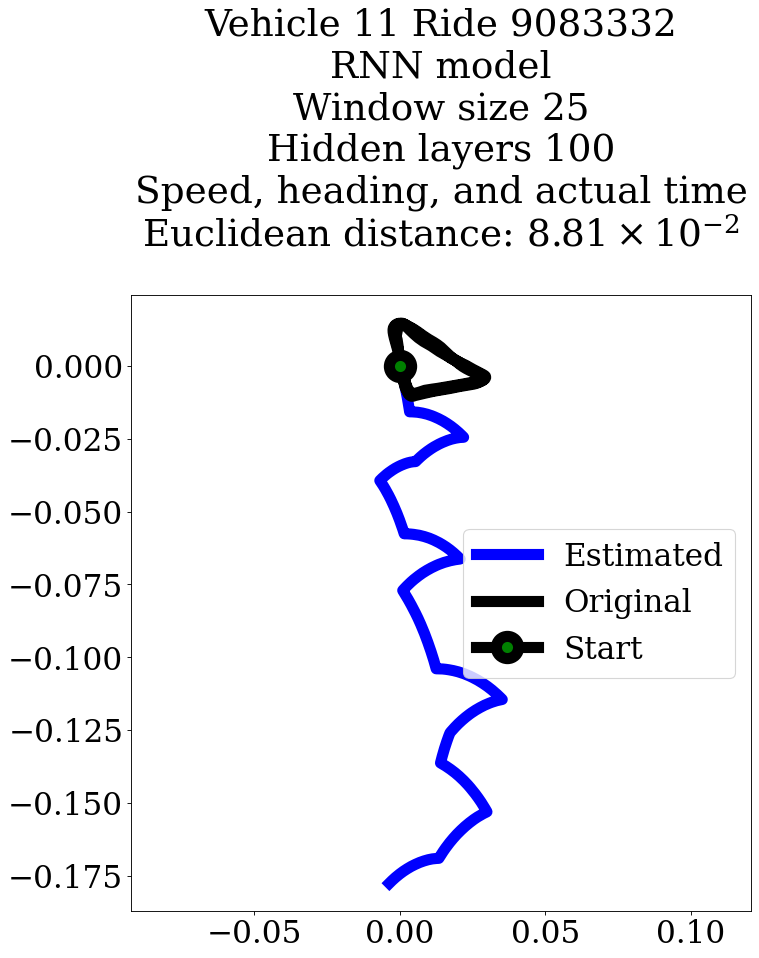 Vehicle 11 Ride 9083332
RNN model
Window size 25
Hidden layers 100
Speed, heading, and actual time
Euclidean distance: 8.81 × 10⁻²
0.000
−0.025
−0.050
−0.075
−0.100
−0.125
−0.150
−0.175
Estimated
Original
Start
−0.05
0.00
0.05
0.10